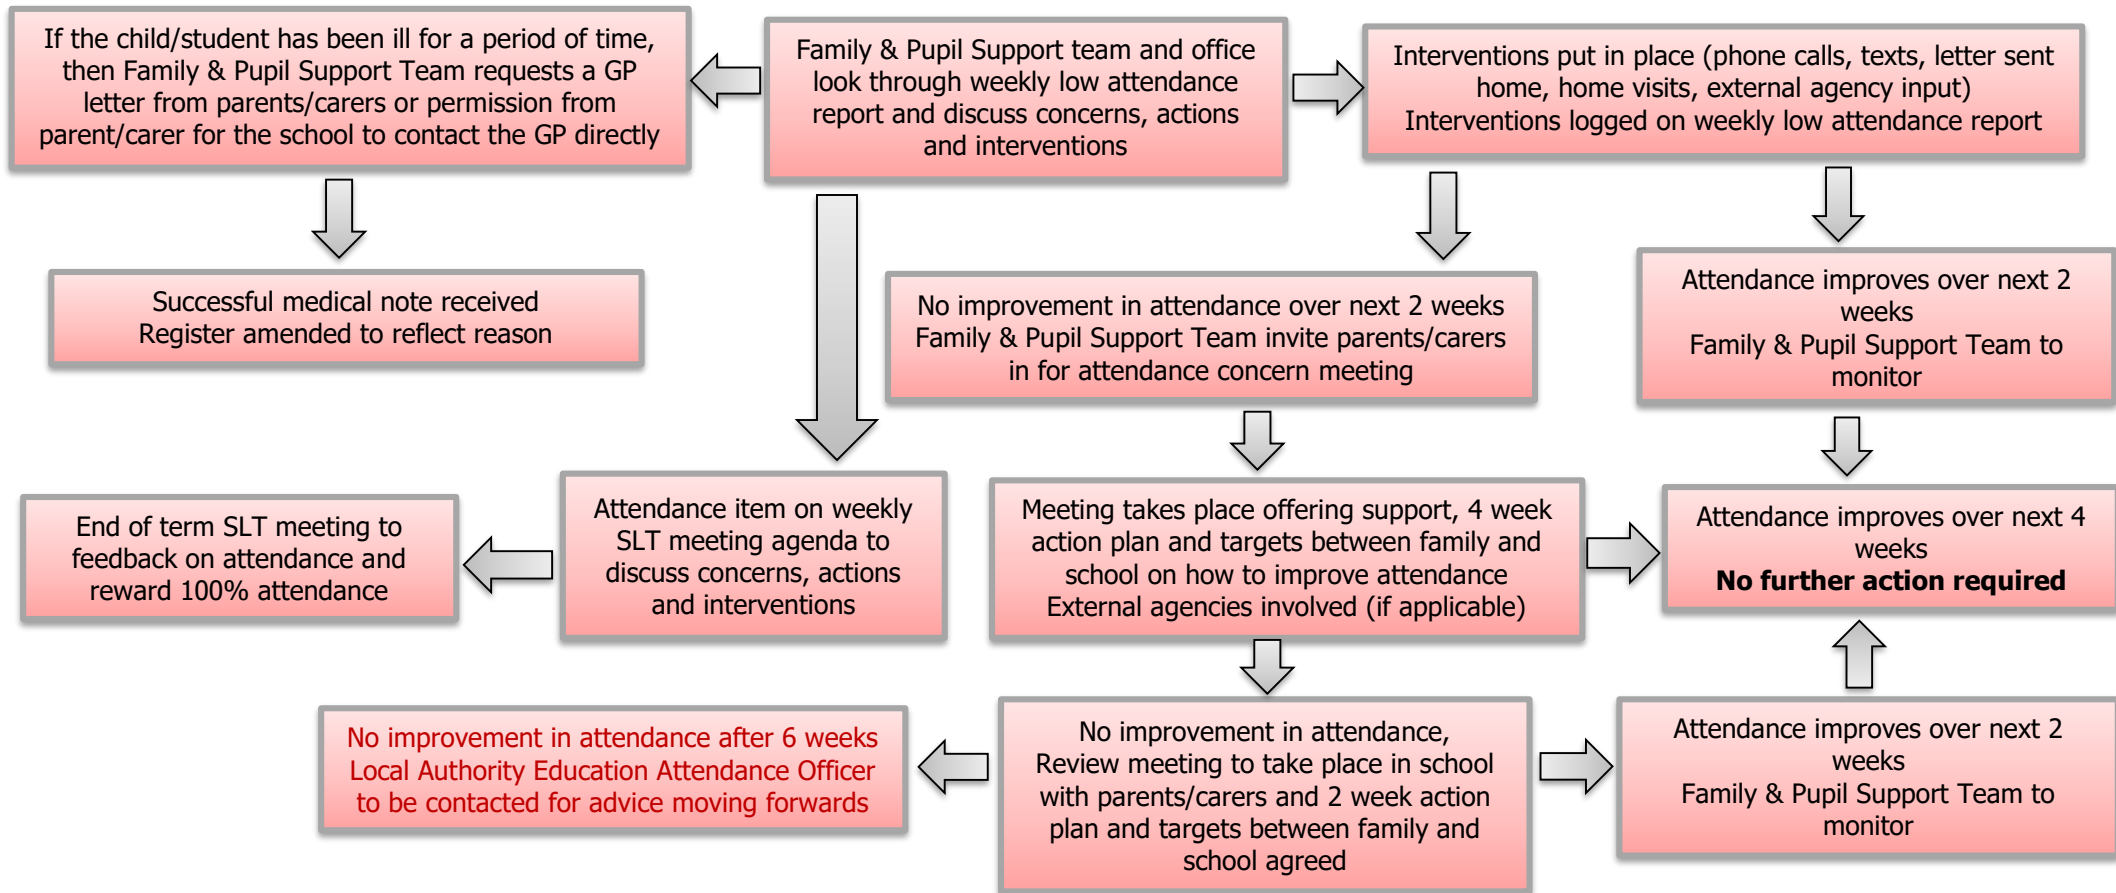 If the child/student has been ill for a period of time,
then Family & Pupil Support Team requests a GP
letter from parents/carers or permission from
parent/carer for the school to contact the GP directly
Family & Pupil Support team and office
look through weekly low attendance
report and discuss concerns, actions
and interventions
Interventions put in place (phone calls, texts, letter sent
home, home visits, external agency input)
Interventions logged on weekly low attendance report
Successful medical note received
Register amended to reflect reason
No improvement in attendance over next 2 weeks
Family & Pupil Support Team invite parents/carers
in for attendance concern meeting
Attendance improves over next 2
weeks
Family & Pupil Support Team to
monitor
End of term SLT meeting to
feedback on attendance and
reward 100% attendance
Attendance item on weekly
SLT meeting agenda to
discuss concerns, actions
and interventions
Meeting takes place offering support, 4 week
action plan and targets between family and
school on how to improve attendance
External agencies involved (if applicable)
Attendance improves over next 4
weeks
No further action required
No improvement in attendance after 6 weeks
Local Authority Education Attendance Officer
to be contacted for advice moving forwards
No improvement in attendance,
Review meeting to take place in school
with parents/carers and 2 week action
plan and targets between family and
school agreed
Attendance improves over next 2
weeks
Family & Pupil Support Team to
monitor